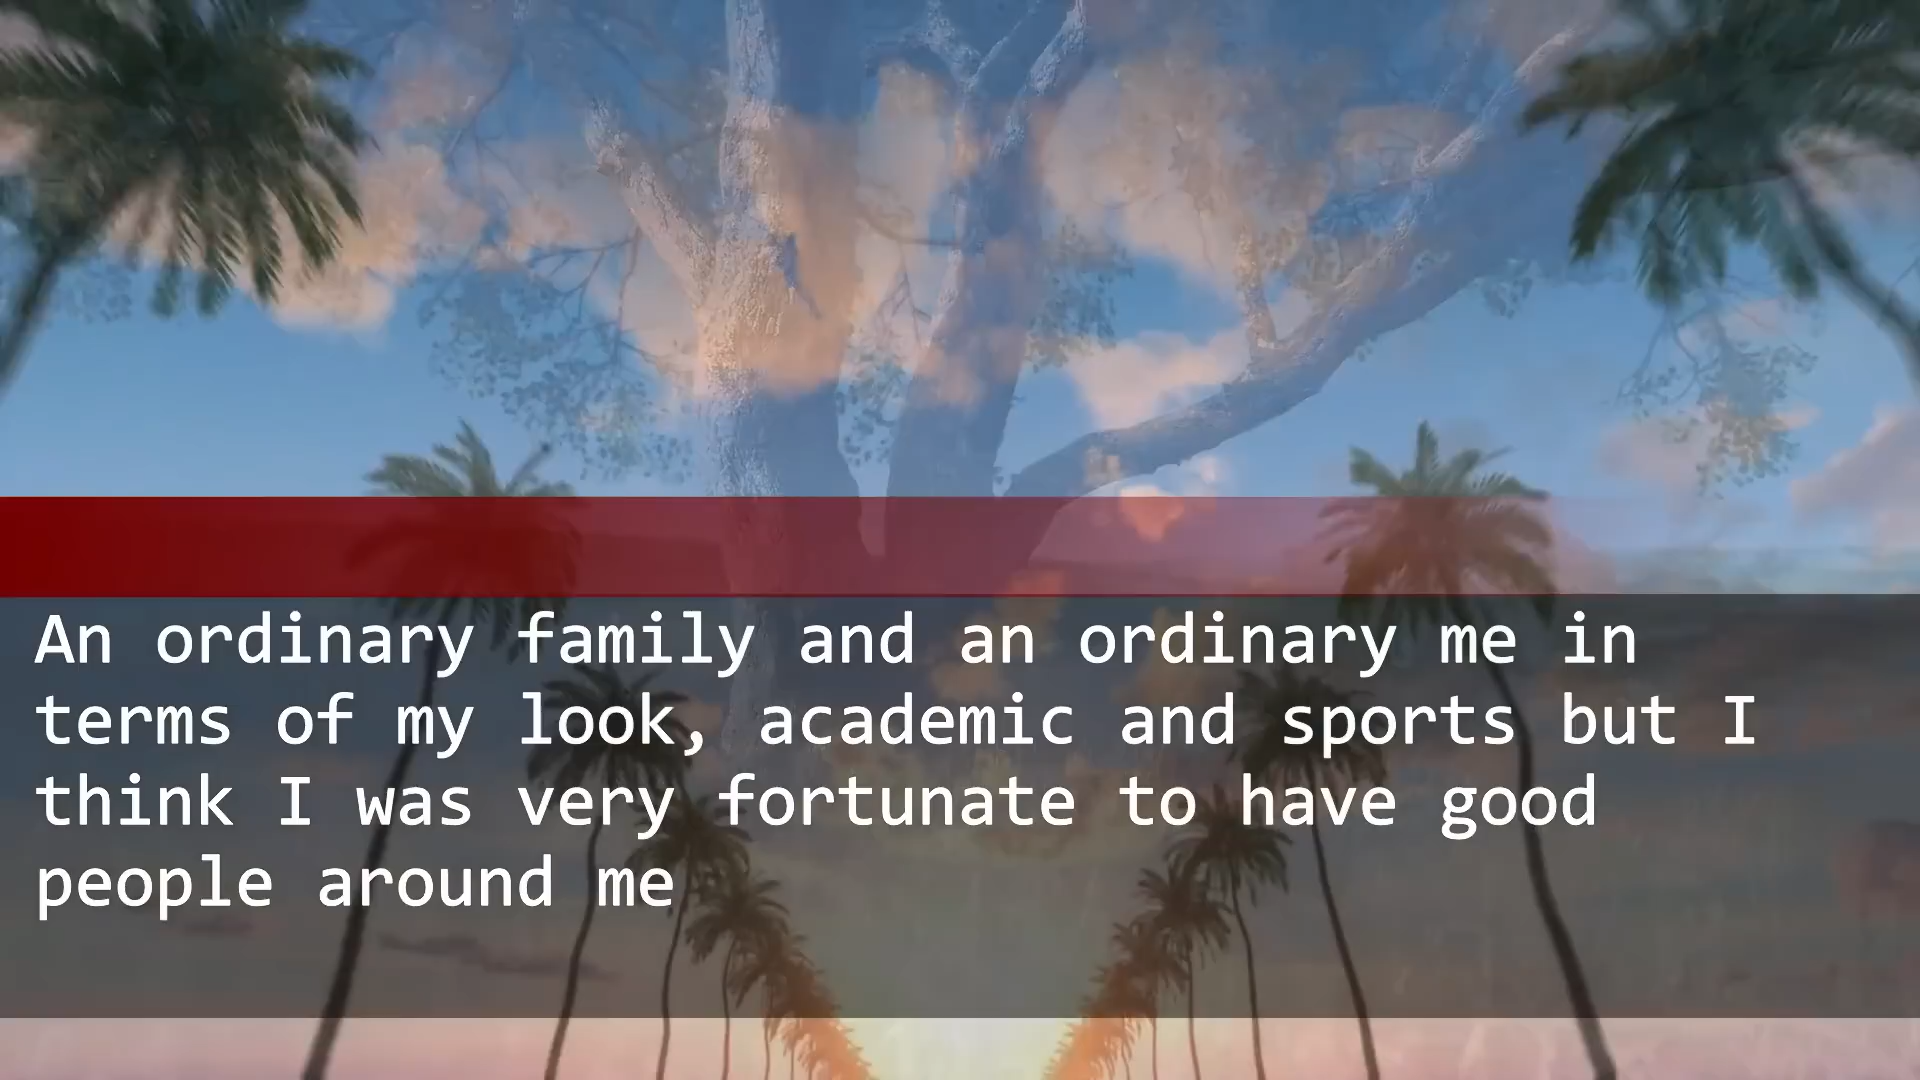 An ordinary family and an ordinary me in
terms of my look, academic and sports but I
think I was very fortunate to have good
people around me